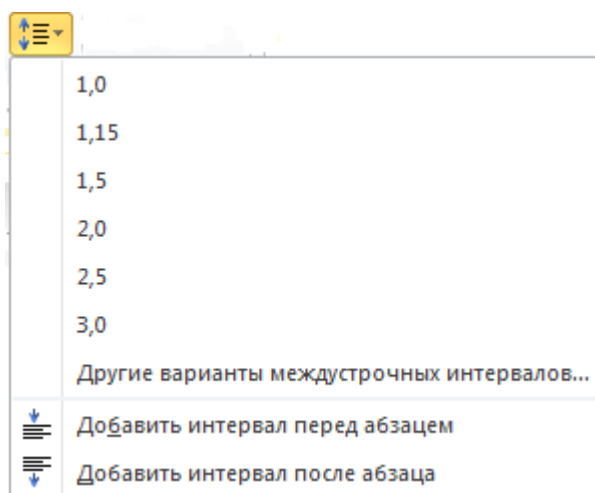 1,0
1,15
1,5
2,0
2,5
3,0
Другие варианты междустрочных интервалов...
Добавить интервал перед абзацем
Добавить интервал после абзаца